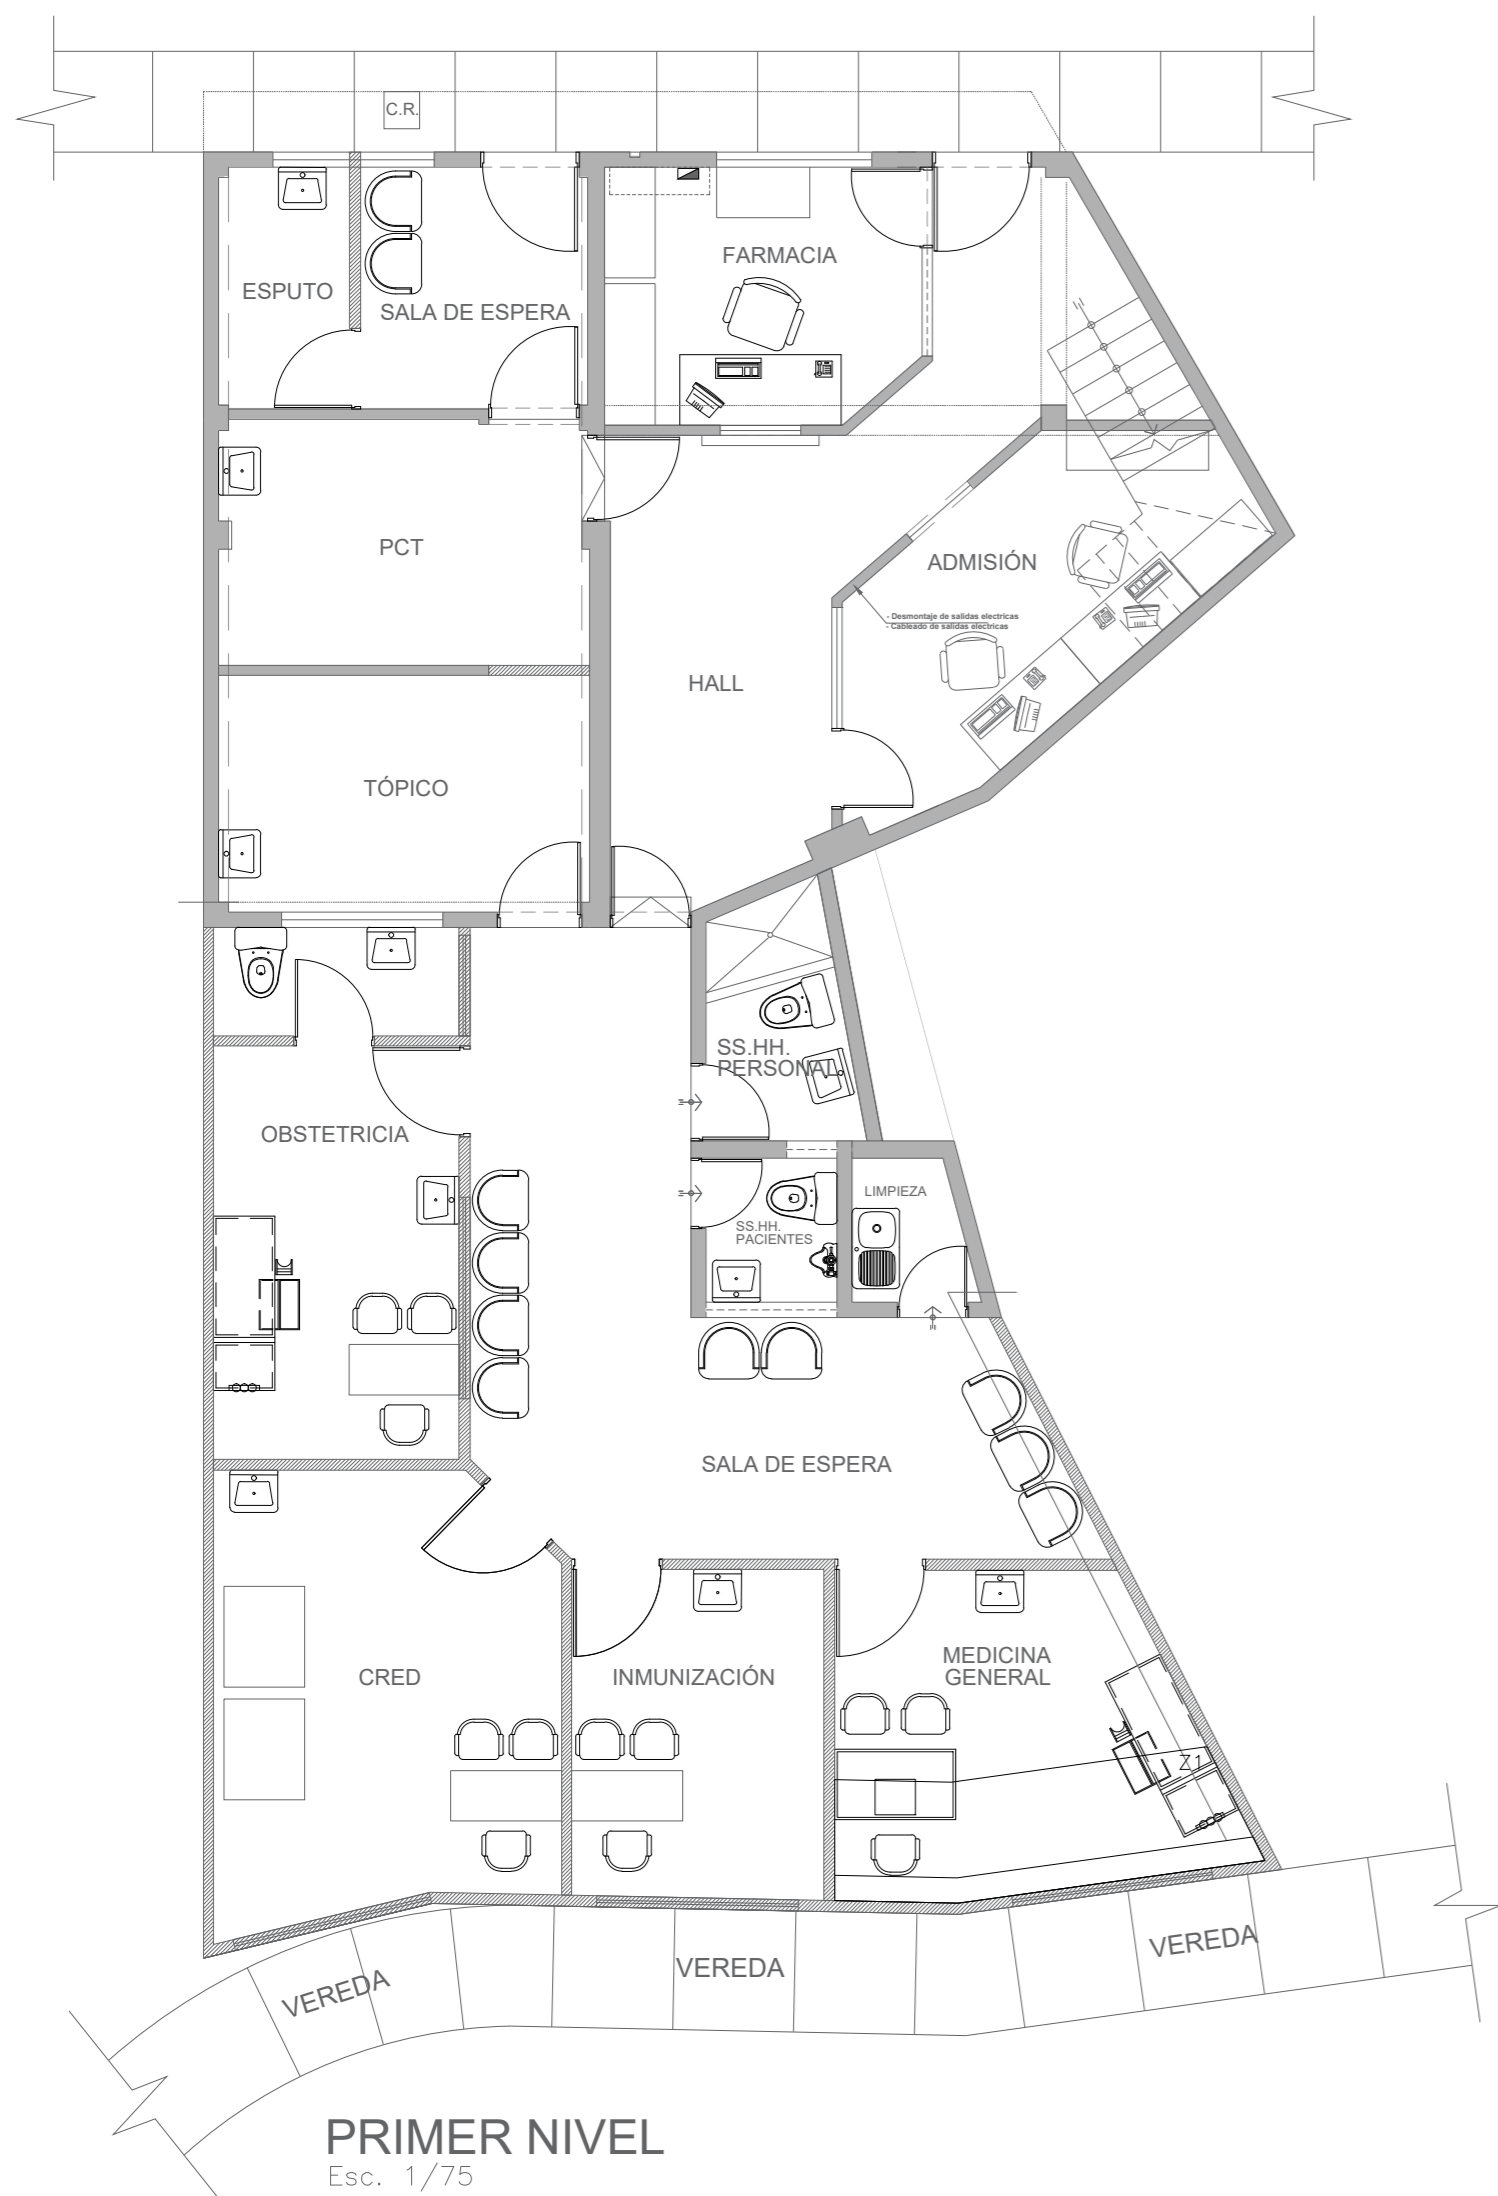 C.R.
FARMACIA
ESPUTO
SALA DE ESPERA
PCT
ADMISIÓN
- Desmontaje de salidas electricas
- Cableado de salidas electricas
HALL
TÓPICO
SS.HH.
PERSONAL
OBSTETRICIA
LIMPIEZA
SS.HH.
PACIENTES
SALA DE ESPERA
CRED
INMUNIZACIÓN
MEDICINA
GENERAL
Z1
VEREDA
VEREDA
VEREDA
PRIMER NIVEL
Esc. 1/75